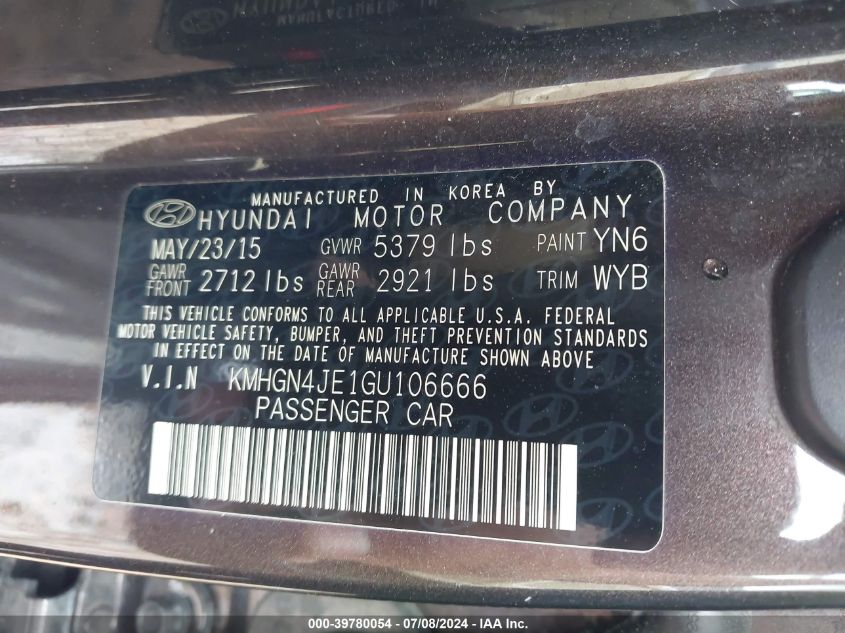 MANUFACTURED IN KOREA BY
HYUNDAI MOTOR COMPANY
MAY/23/15 GVWR 5379 lbs PAINT YN6
GAWR FRONT 2712 lbs GAWR REAR 2921 lbs TRIM WYB
THIS VEHICLE CONFORMS TO ALL APPLICABLE U.S.A. FEDERAL
MOTOR VEHICLE SAFETY, BUMPER, AND THEFT PREVENTION STANDARDS
IN EFFECT ON THE DATE OF MANUFACTURE SHOWN ABOVE
V.I.N KMHGN4JE1GU106666
PASSENGER CAR
000-39780054 - 07/08/2024 - IAA Inc.